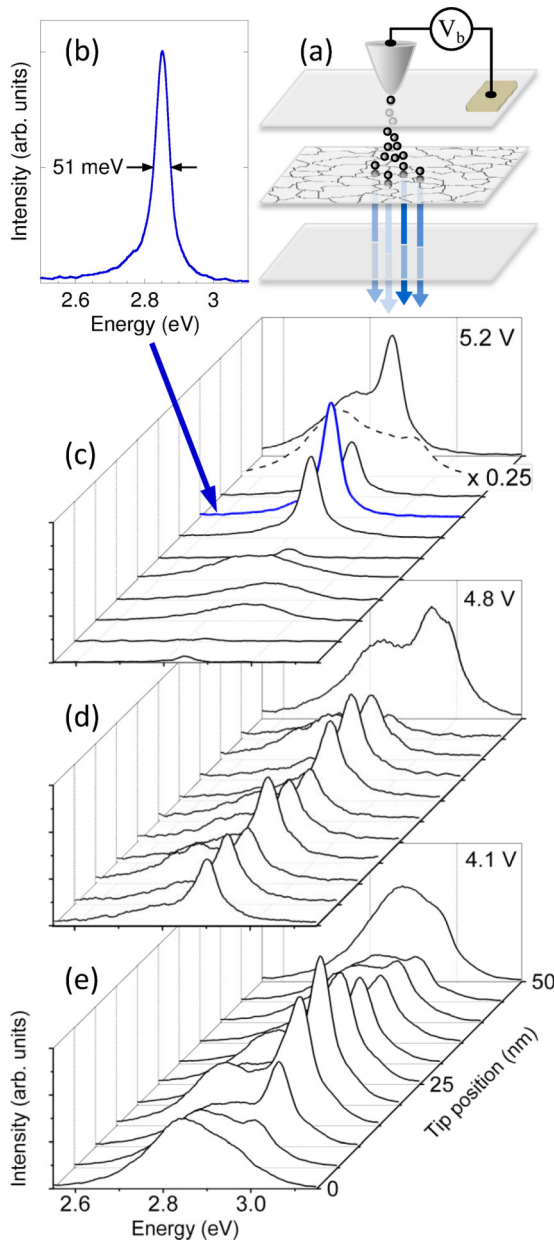 (b)
(a)
V_b
Intensity (arb. units)
51 meV
2.6 2.8 3
Energy (eV)
5.2 V
(c)
x 0.25
4.8 V
(d)
4.1 V
(e)
50
25
0
Tip position (nm)
Intensity (arb. units)
2.6 2.8 3.0
Energy (eV)